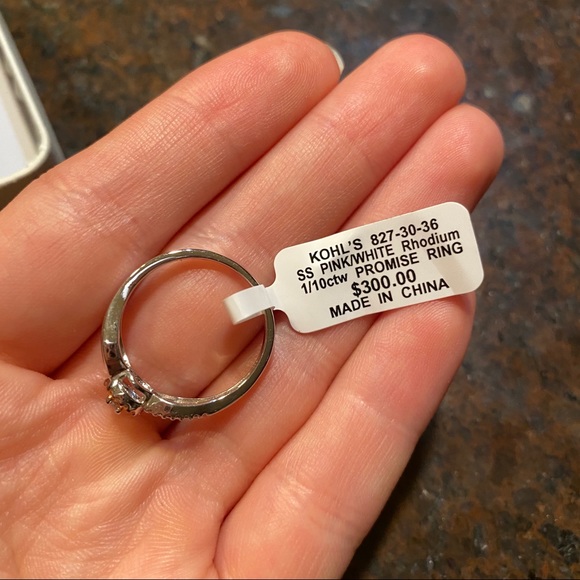 KOHL'S 827-30-36
SS PINK/WHITE Rhodium
1/10ctw PROMISE RING
$300.00
MADE IN CHINA